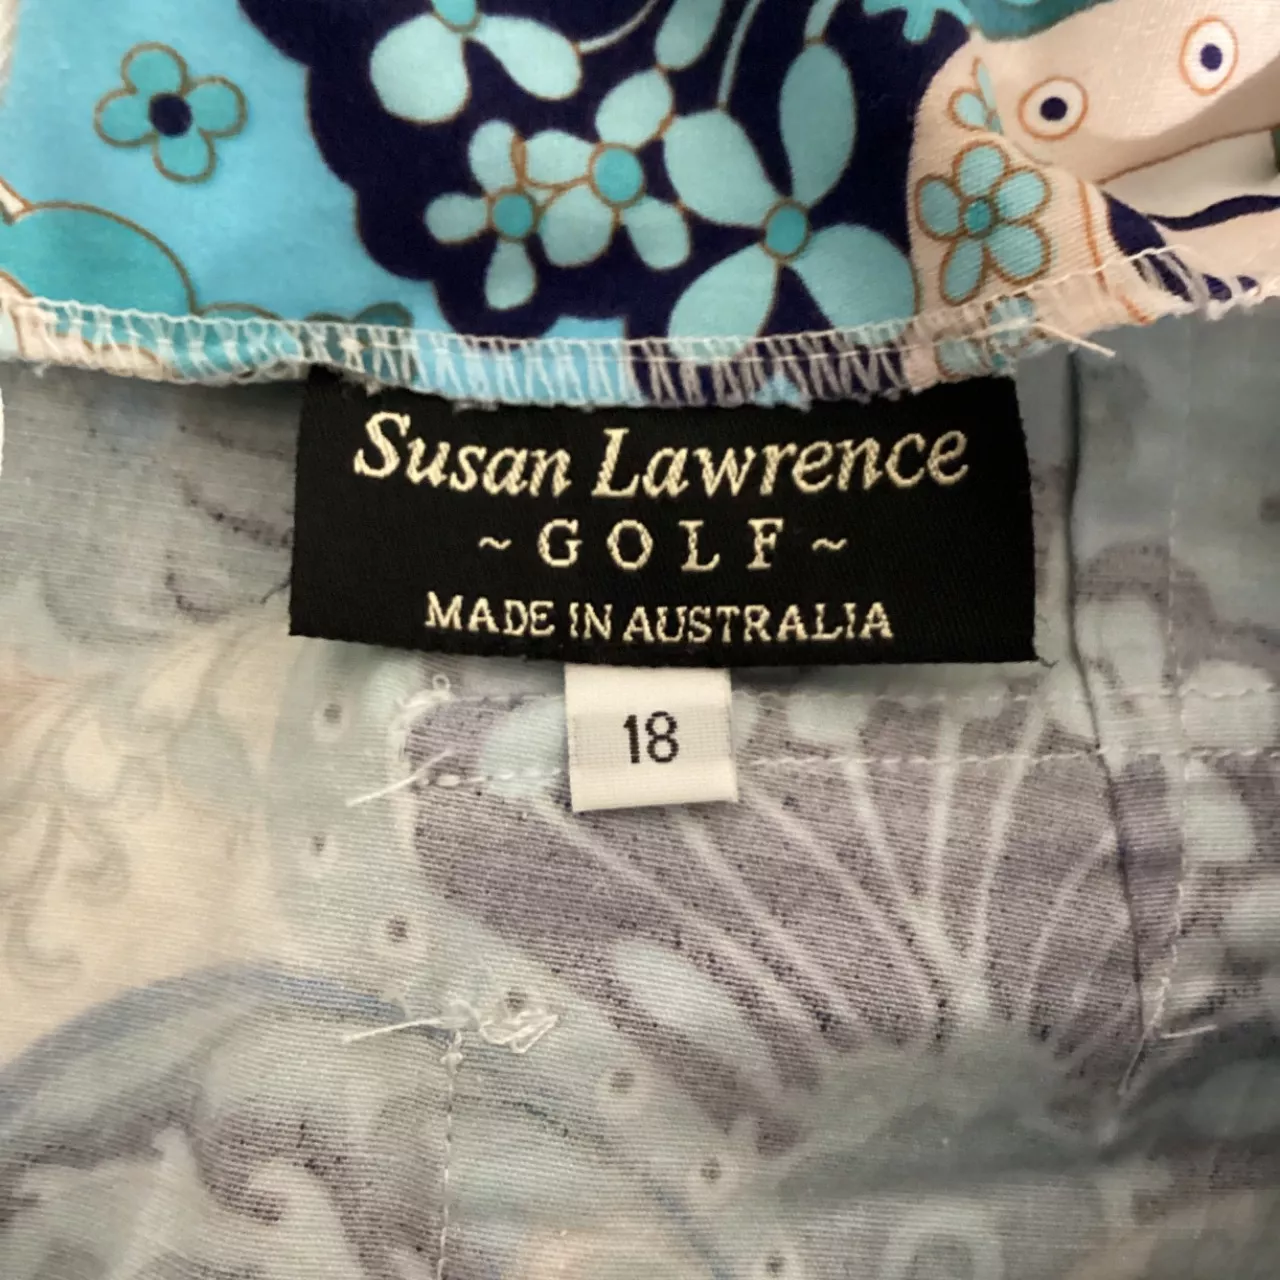 Susan Lawrence
~ GOLF ~
MADE IN AUSTRALIA
18